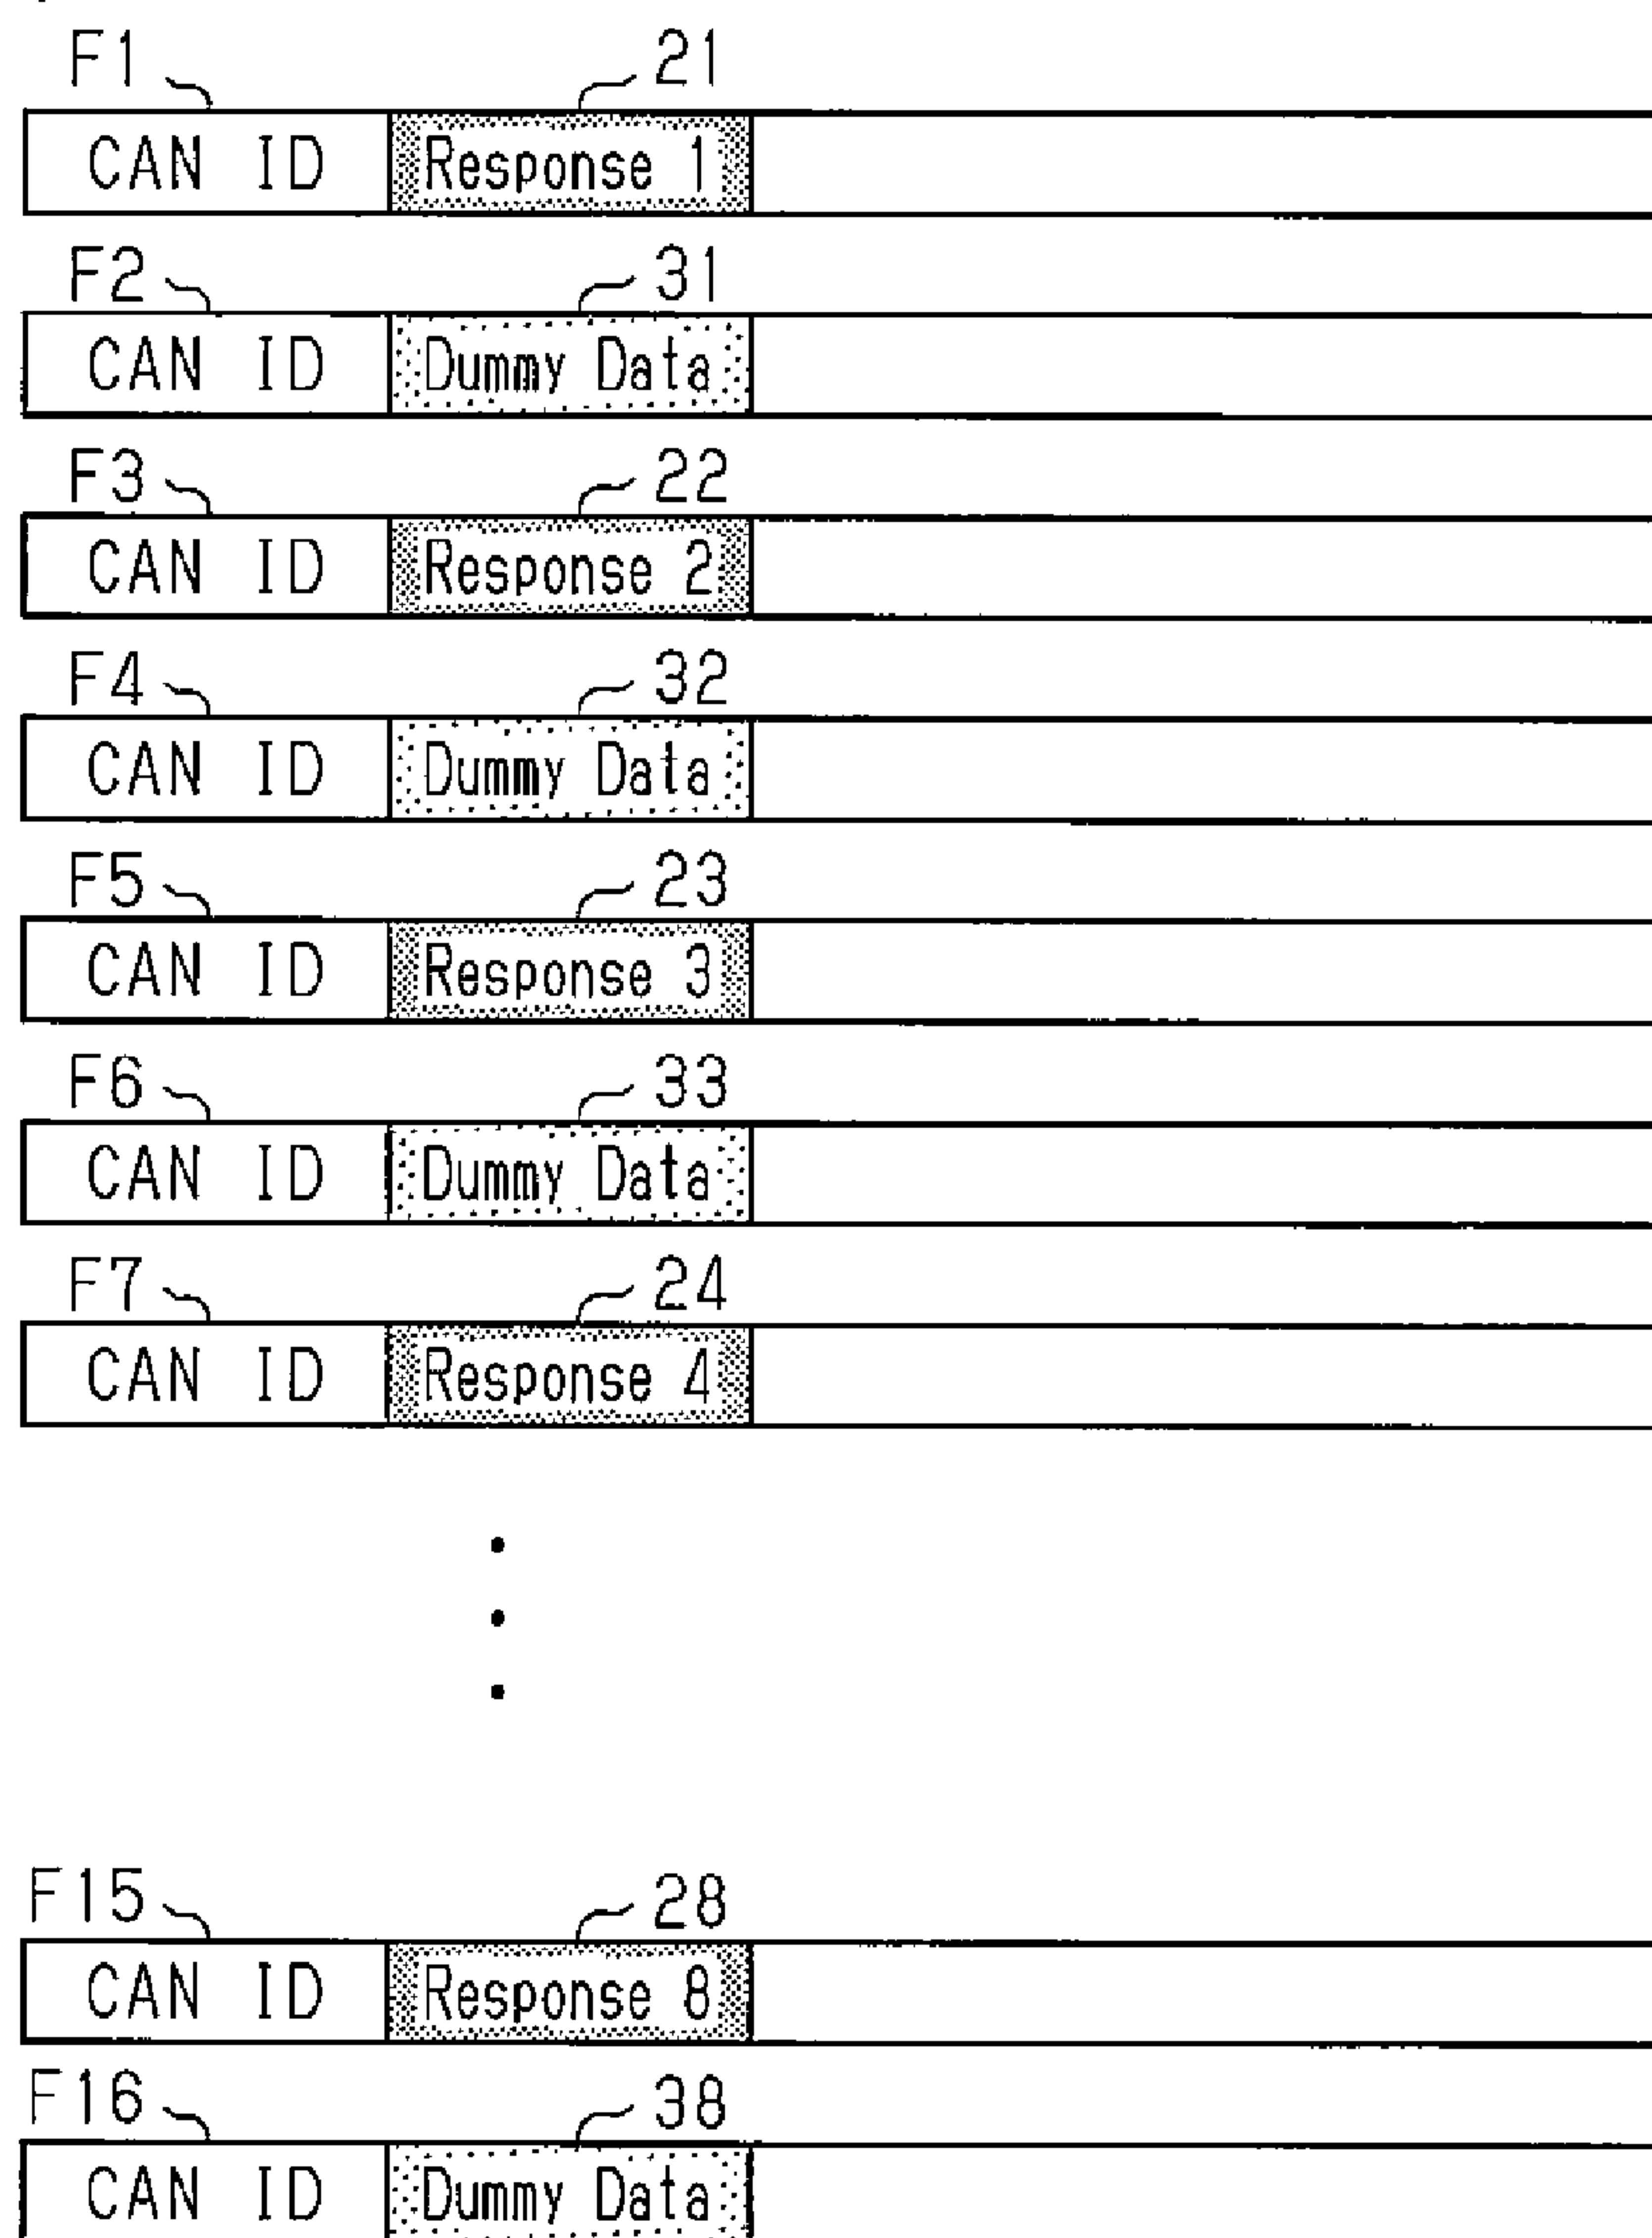 F1 21
CAN ID Response 1
F2 31
CAN ID Dummy Data
F3 22
CAN ID Response 2
F4 32
CAN ID Dummy Data
F5 23
CAN ID Response 3
F6 33
CAN ID Dummy Data
F7 24
CAN ID Response 4
F15 28
CAN ID Response 8
F16 38
CAN ID Dummy Data